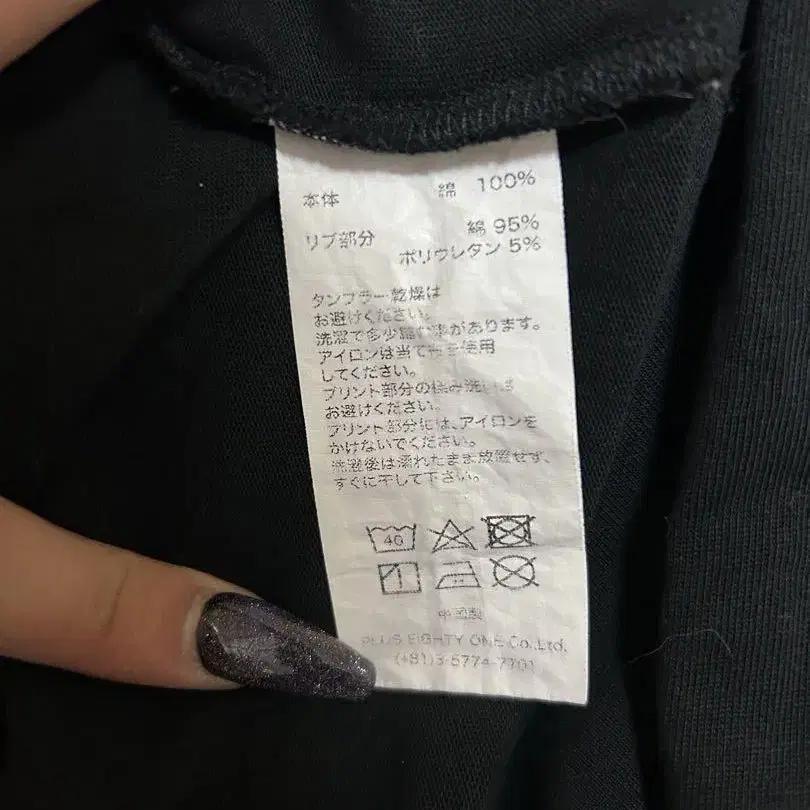 本体 綿 100%
リブ部分 綿 95%
ポリウレタン 5%
タンブラー乾燥は
お避けください。
洗濯で多少縮む事があります。
アイロンは当て布を使用
してください。
プリント部分の揉み洗いは
お避けください。
プリント部分には、アイロンを
かけないでください。
洗濯後は濡れたまま放置せず、
すぐに干して下さい。
40
中国製
PLUS EIGHTY ONE Co.,Ltd.
(+81)3-5774-7701